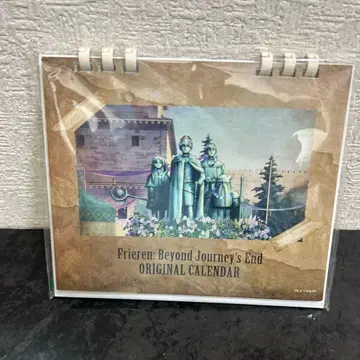 Frieren: Beyond Journey's End
ORIGINAL CALENDAR